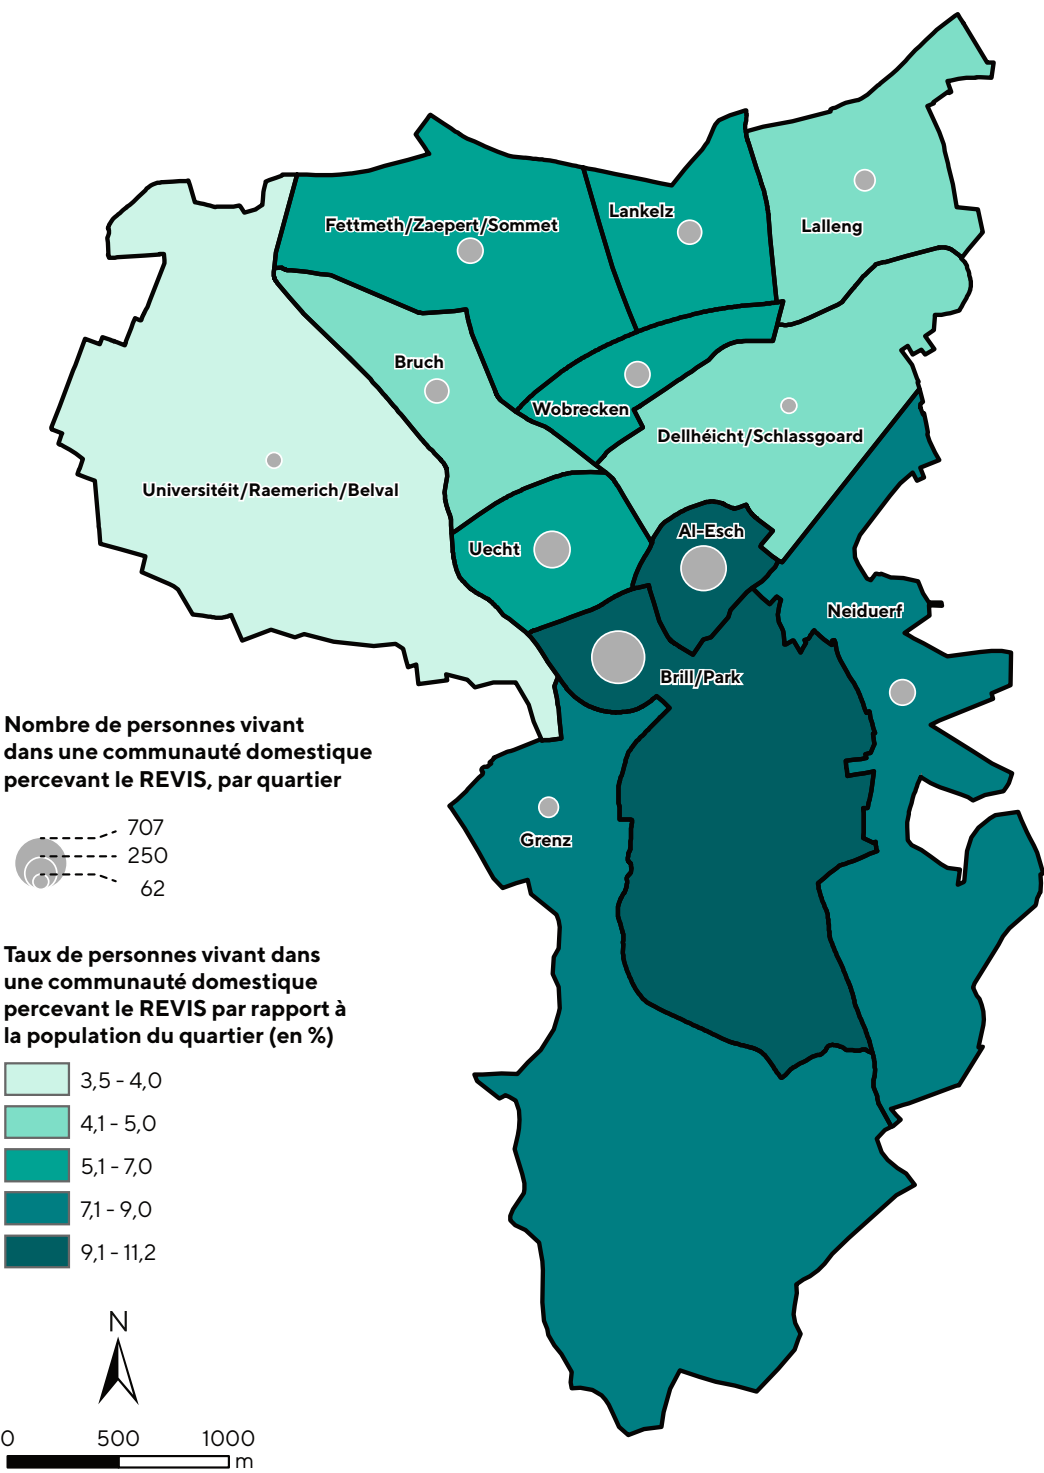 Fettmeth/Zaepert/Sommet
Lankelz
Lalleng
Bruch
Wobrecken
Dellhéicht/Schlassgoard
Universitéit/Raemerich/Belval
Uecht
Al-Esch
Neiduerf
Brill/Park
Grenz
Nombre de personnes vivant
dans une communauté domestique
percevant le REVIS, par quartier
707
250
62
Taux de personnes vivant dans
une communauté domestique
percevant le REVIS par rapport à
la population du quartier (en %)
3,5 - 4,0
4,1 - 5,0
5,1 - 7,0
7,1 - 9,0
9,1 - 11,2
N
0 500 1000
m